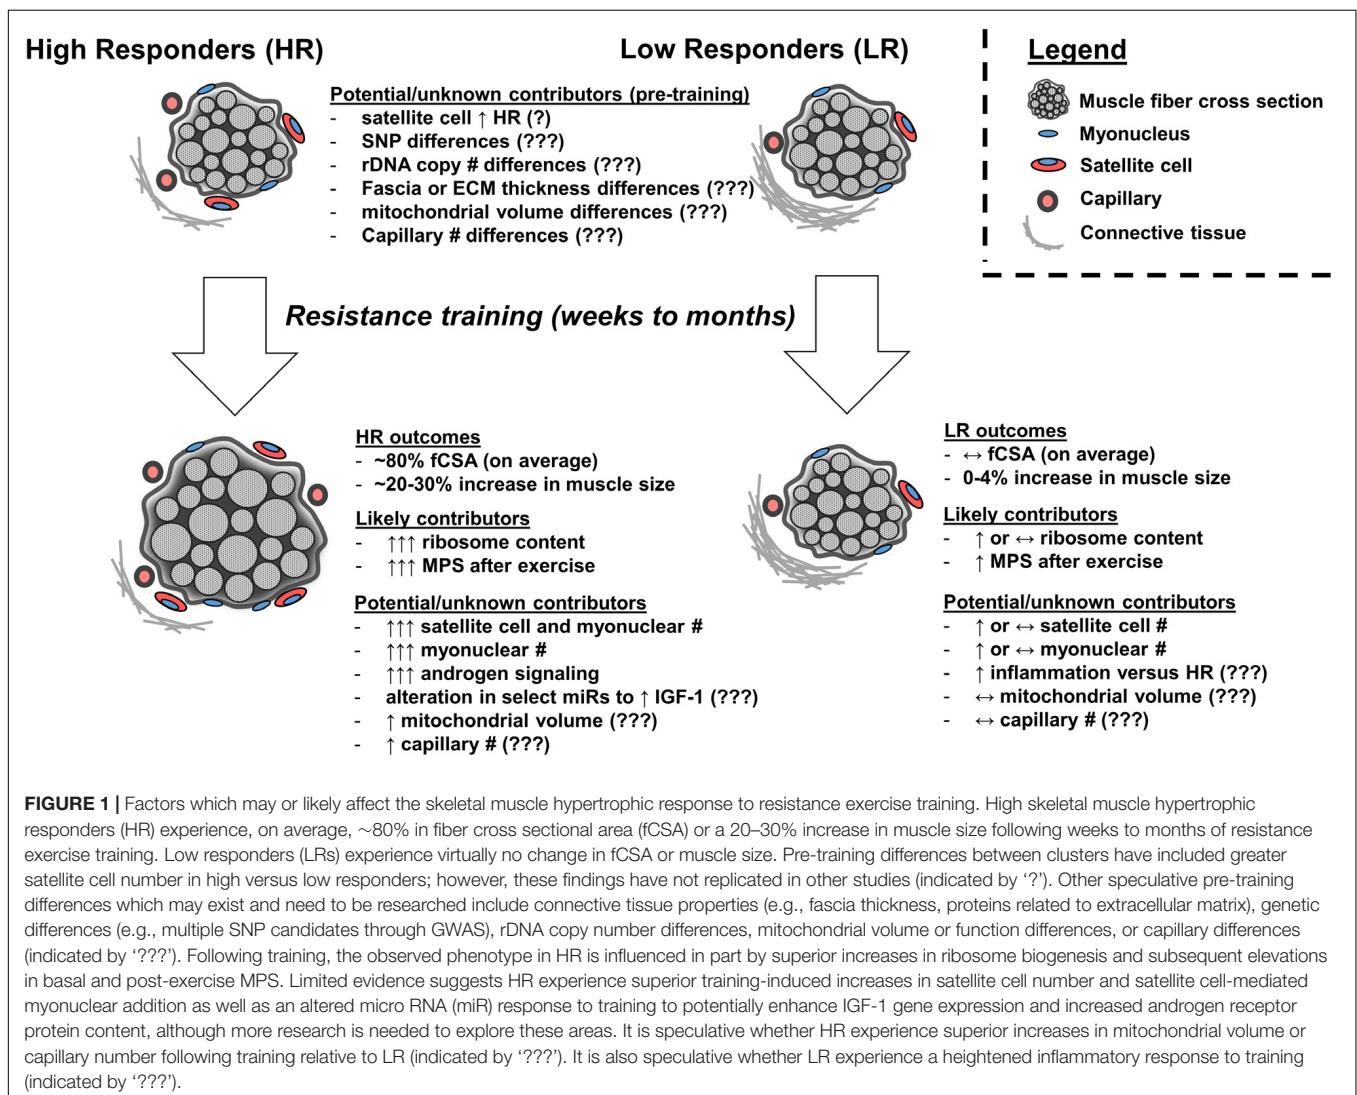 High Responders (HR)
Low Responders (LR)
Legend
Muscle fiber cross section
Myonucleus
Satellite cell
Capillary
Connective tissue
Potential/unknown contributors (pre-training)
- satellite cell ↑ HR (?)
- SNP differences (???)
- rDNA copy # differences (???)
- Fascia or ECM thickness differences (???)
- mitochondrial volume differences (???)
- Capillary # differences (???)
Resistance training (weeks to months)
HR outcomes
- ~80% fCSA (on average)
- ~20-30% increase in muscle size
Likely contributors
- ↑↑↑ ribosome content
- ↑↑↑ MPS after exercise
Potential/unknown contributors
- ↑↑↑ satellite cell and myonuclear #
- ↑↑↑ myonuclear #
- ↑↑↑ androgen signaling
- alteration in select miRs to ↑ IGF-1 (???)
- ↑ mitochondrial volume (???)
- ↑ capillary # (???)
LR outcomes
- ↔ fCSA (on average)
- 0-4% increase in muscle size
Likely contributors
- ↑ or ↔ ribosome content
- ↑ MPS after exercise
Potential/unknown contributors
- ↑ or ↔ satellite cell #
- ↑ or ↔ myonuclear #
- ↑ inflammation versus HR (???)
- ↔ mitochondrial volume (???)
- ↔ capillary # (???)
FIGURE 1 | Factors which may or likely affect the skeletal muscle hypertrophic response to resistance exercise training. High skeletal muscle hypertrophic
responders (HR) experience, on average, ~80% in fiber cross sectional area (fCSA) or a 20–30% increase in muscle size following weeks to months of resistance
exercise training. Low responders (LRs) experience virtually no change in fCSA or muscle size. Pre-training differences between clusters have included greater
satellite cell number in high versus low responders; however, these findings have not replicated in other studies (indicated by ‘?’). Other speculative pre-training
differences which may exist and need to be researched include connective tissue properties (e.g., fascia thickness, proteins related to extracellular matrix), genetic
differences (e.g., multiple SNP candidates through GWAS), rDNA copy number differences, mitochondrial volume or function differences, or capillary differences
(indicated by ‘???’). Following training, the observed phenotype in HR is influenced in part by superior increases in ribosome biogenesis and subsequent elevations
in basal and post-exercise MPS. Limited evidence suggests HR experience superior training-induced increases in satellite cell number and satellite cell-mediated
myonuclear addition as well as an altered micro RNA (miR) response to training to potentially enhance IGF-1 gene expression and increased androgen receptor
protein content, although more research is needed to explore these areas. It is speculative whether HR experience superior increases in mitochondrial volume or
capillary number following training relative to LR (indicated by ‘???’). It is also speculative whether LR experience a heightened inflammatory response to training
(indicated by ‘???’).